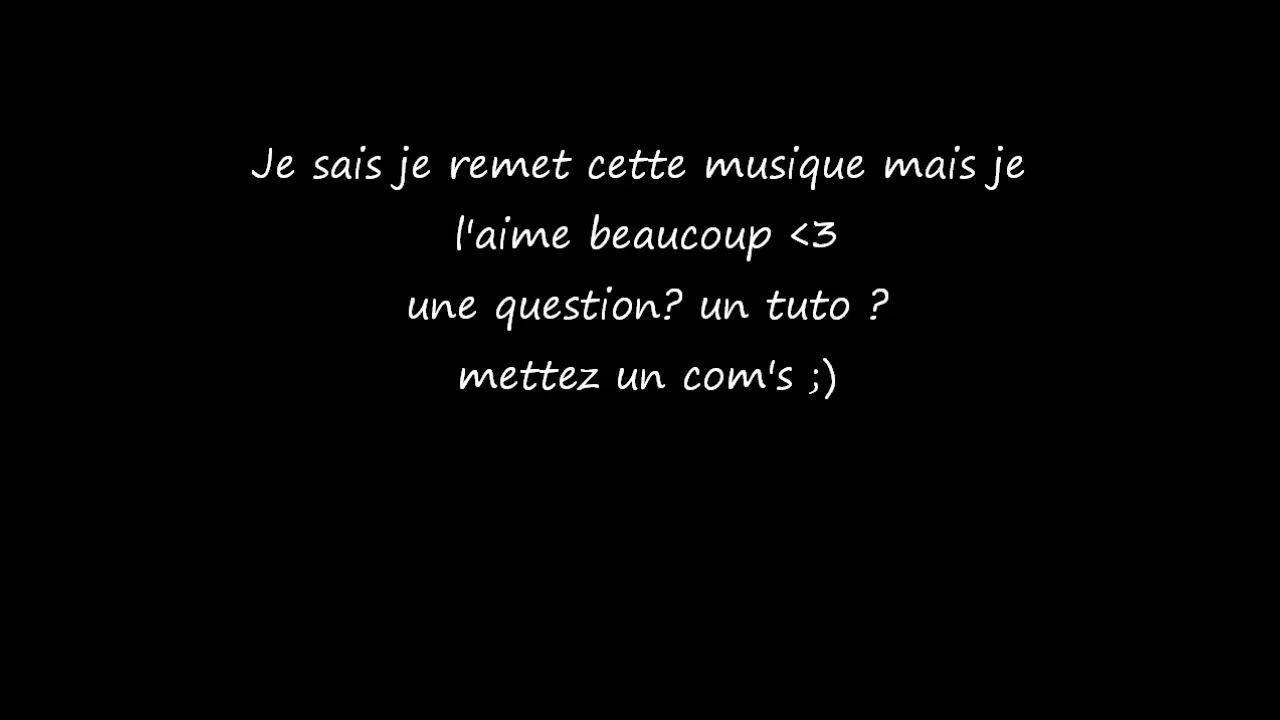 Je sais je remet cette musique mais je
l'aime beaucoup <3
une question? un tuto ?
mettez un com's ;)